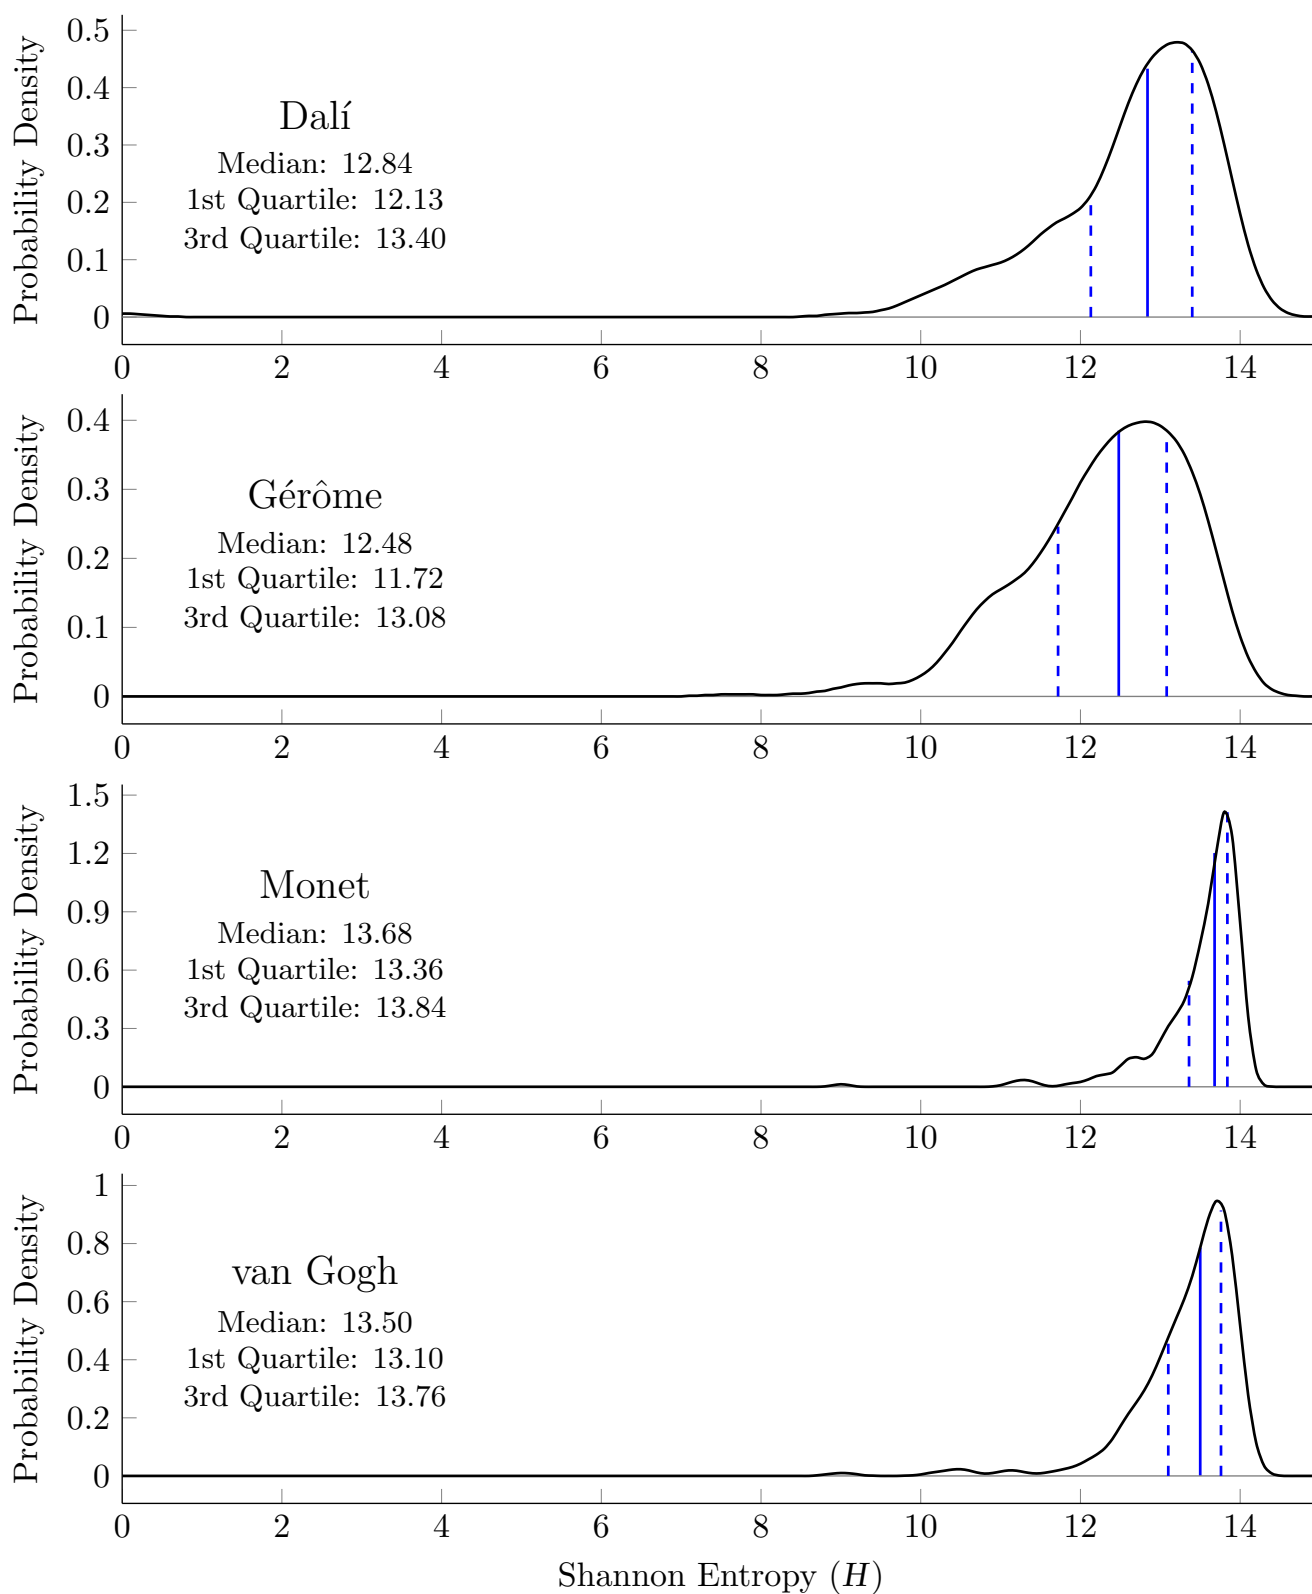 Probability Density
0.5
0.4
0.3
0.2
0.1
0
Dalí
Median: 12.84
1st Quartile: 12.13
3rd Quartile: 13.40
0 2 4 6 8 10 12 14
Probability Density
0.4
0.3
0.2
0.1
0
Gérôme
Median: 12.48
1st Quartile: 11.72
3rd Quartile: 13.08
0 2 4 6 8 10 12 14
Probability Density
1.5
1.2
0.9
0.6
0.3
0
Monet
Median: 13.68
1st Quartile: 13.36
3rd Quartile: 13.84
0 2 4 6 8 10 12 14
Probability Density
1
0.8
0.6
0.4
0.2
0
van Gogh
Median: 13.50
1st Quartile: 13.10
3rd Quartile: 13.76
0 2 4 6 8 10 12 14
Shannon Entropy (H)